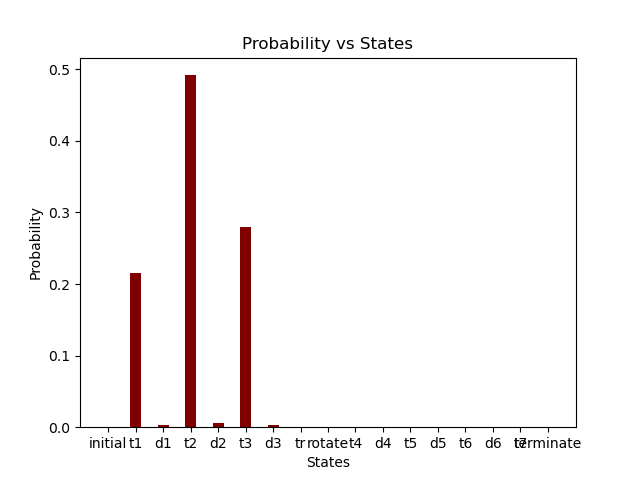 Probability vs States
Probability
0.5
0.4
0.3
0.2
0.1
0.0
initial t1 d1 t2 d2 t3 d3 tr rotate t4 d4 t5 d5 t6 d6 t7 terminate
States